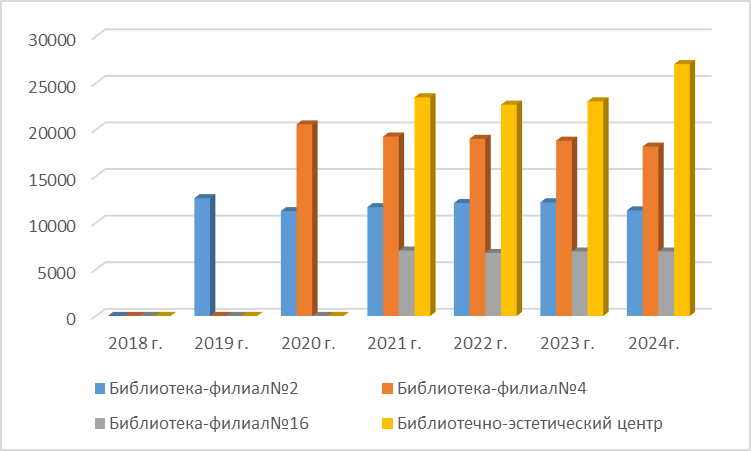 30000
25000
20000
15000
10000
5000
0
2018 г. 2019 г. 2020 г. 2021 г. 2022 г. 2023 г. 2024г.
Библиотека-филиал№2 Библиотека-филиал№4
Библиотека-филиал№16 Библиотечно-эстетический центр